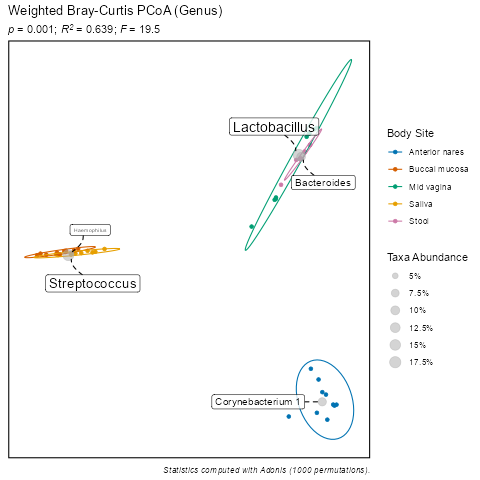 Weighted Bray-Curtis PCoA (Genus)
p = 0.001; R² = 0.639; F = 19.5
Lactobacillus
Bacteroides
Haemophilus
Streptococcus
Corynebacterium 1
Body Site
Anterior nares
Buccal mucosa
Mid vagina
Saliva
Stool
Taxa Abundance
5%
7.5%
10%
12.5%
15%
17.5%
Statistics computed with Adonis (1000 permutations).